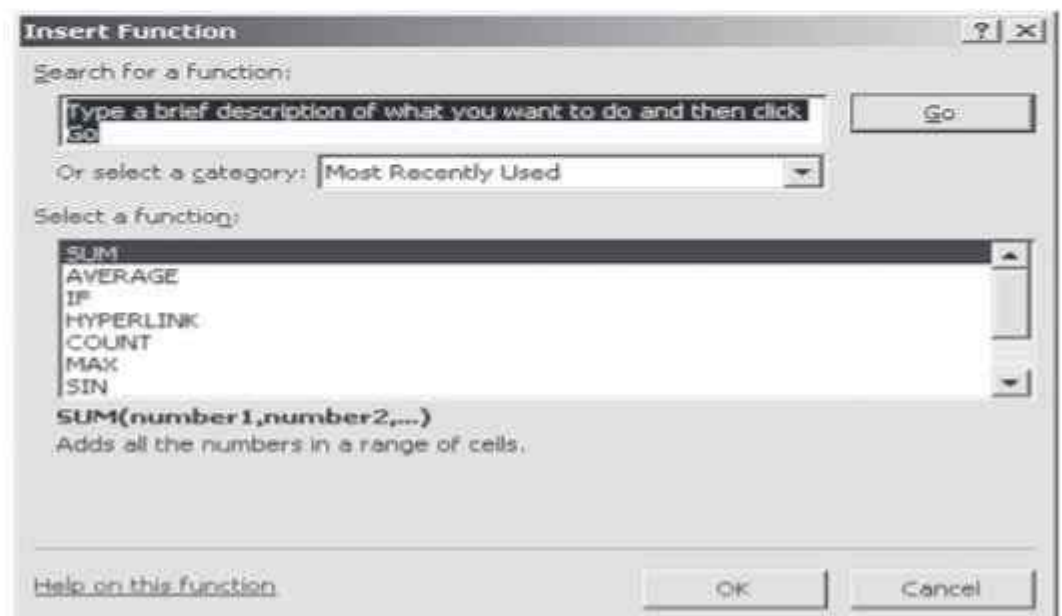 Insert Function
Search for a function:
Type a brief description of what you want to do and then click
Go
Go
Or select a category: Most Recently Used
Select a function:
SUM
AVERAGE
IF
HYPERLINK
COUNT
MAX
SIN
SUM(number1,number2,...)
Adds all the numbers in a range of cells.
Help on this function
OK
Cancel